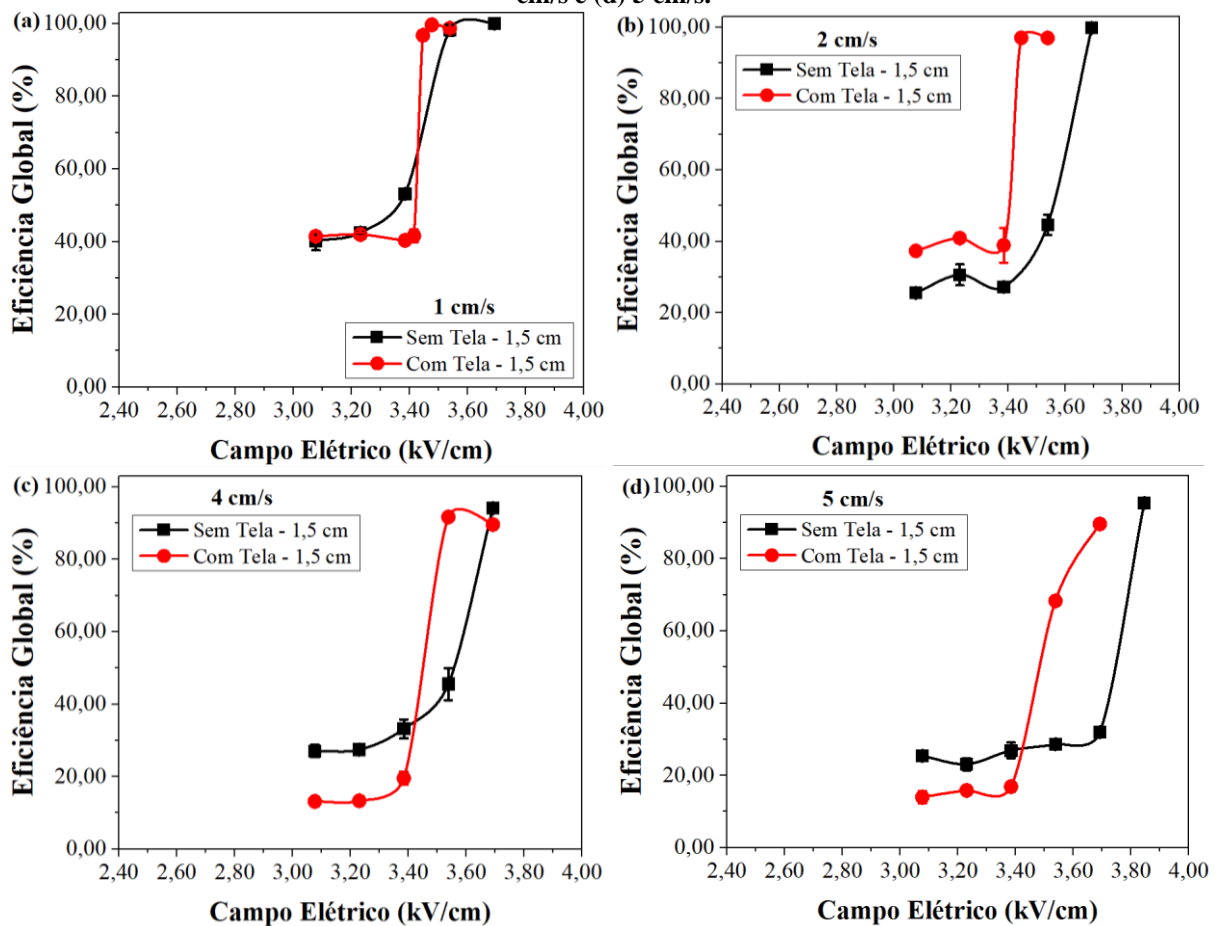 cm/s e (d) 5 cm/s.
(a)
100,00
80,00
60,00
40,00
20,00
0,00
Eficiência Global (%)
1 cm/s
Sem Tela - 1,5 cm
Com Tela - 1,5 cm
2,40 2,60 2,80 3,00 3,20 3,40 3,60 3,80 4,00
Campo Elétrico (kV/cm)
(b)
100,00
80,00
60,00
40,00
20,00
0,00
Eficiência Global (%)
2 cm/s
Sem Tela - 1,5 cm
Com Tela - 1,5 cm
2,40 2,60 2,80 3,00 3,20 3,40 3,60 3,80 4,00
Campo Elétrico (kV/cm)
(c)
100,00
80,00
60,00
40,00
20,00
0,00
Eficiência Global (%)
4 cm/s
Sem Tela - 1,5 cm
Com Tela - 1,5 cm
2,40 2,60 2,80 3,00 3,20 3,40 3,60 3,80 4,00
Campo Elétrico (kV/cm)
(d)
100,00
80,00
60,00
40,00
20,00
0,00
Eficiência Global (%)
5 cm/s
Sem Tela - 1,5 cm
Com Tela - 1,5 cm
2,40 2,60 2,80 3,00 3,20 3,40 3,60 3,80 4,00
Campo Elétrico (kV/cm)